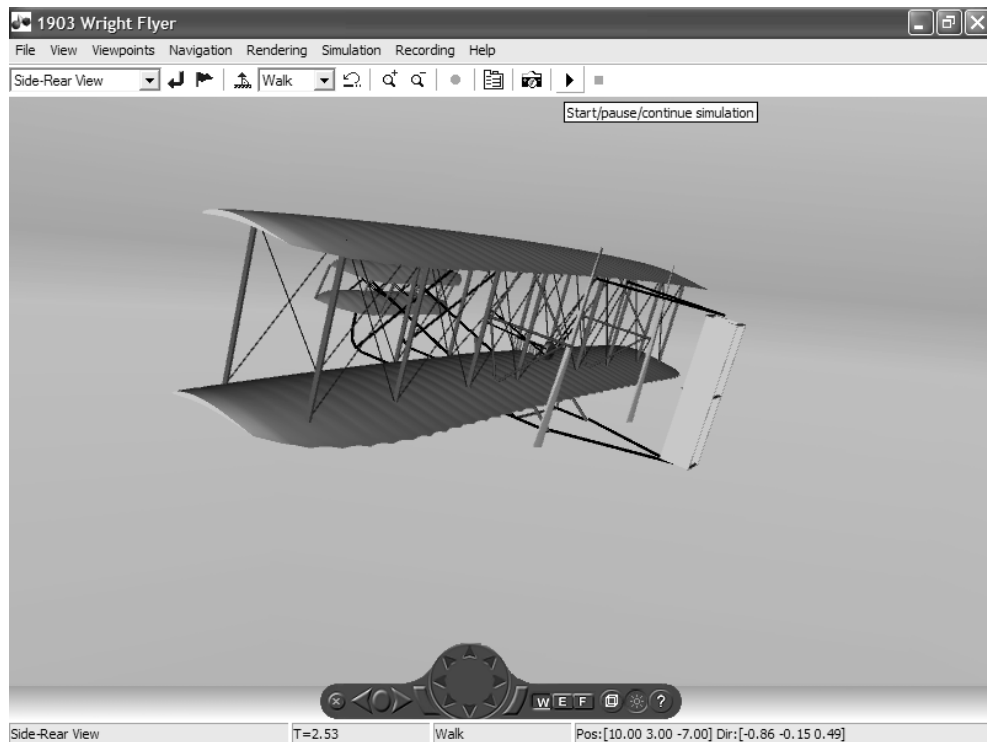 1903 Wright Flyer
File View Viewpoints Navigation Rendering Simulation Recording Help
Side-Rear View Walk
Start/pause/continue simulation
W E F ?
Side-Rear View T=2.53 Walk Pos:[10.00 3.00 -7.00] Dir:[-0.86 -0.15 0.49]